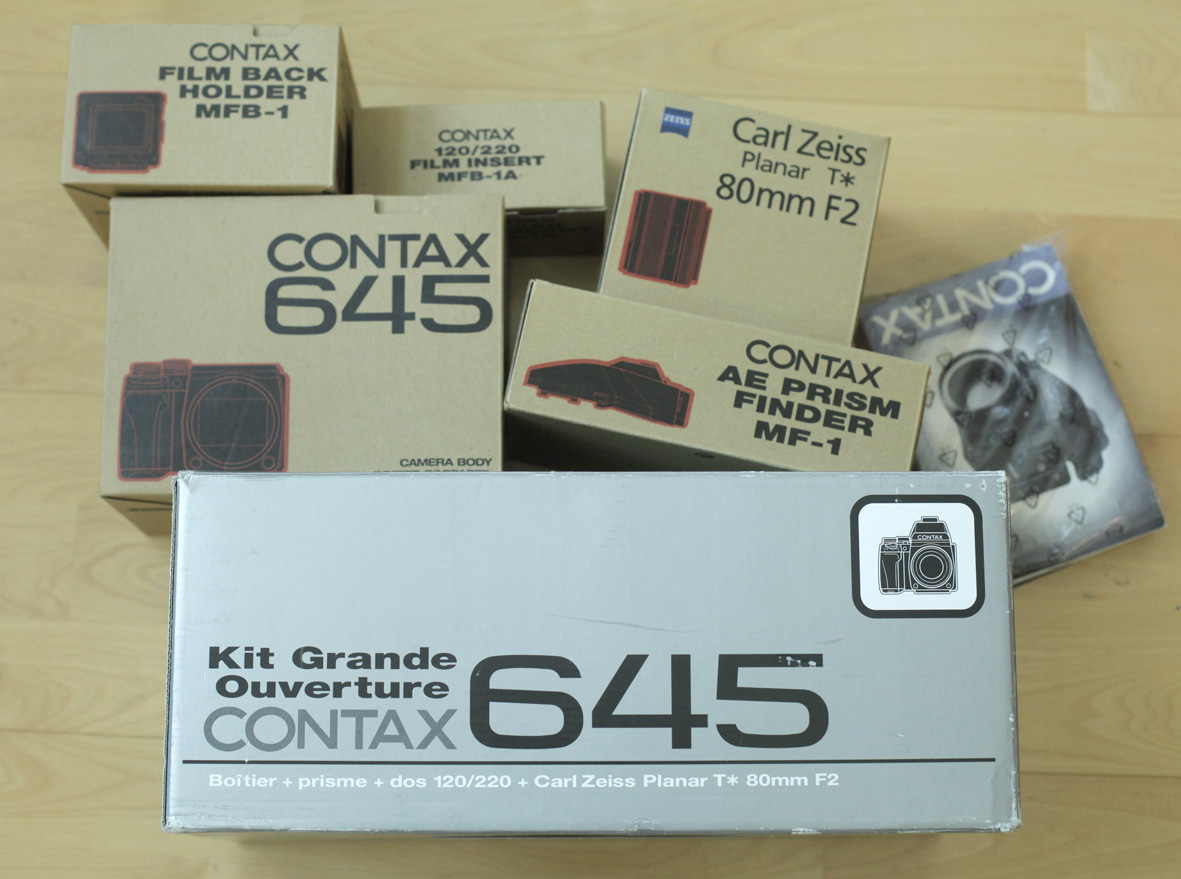 CONTAX
FILM BACK
HOLDER
MFB-1
CONTAX
120/220
FILM INSERT
MFB-1A
ZEISS
Carl Zeiss
Planar T*
80mm F2
CONTAX
645
CAMERA BODY
CONTAX
AE PRISM
FINDER
MF-1
CONTAX
CONTAX
Kit Grande
Ouverture
CONTAX 645
Boîtier + prisme + dos 120/220 + Carl Zeiss Planar T* 80mm F2